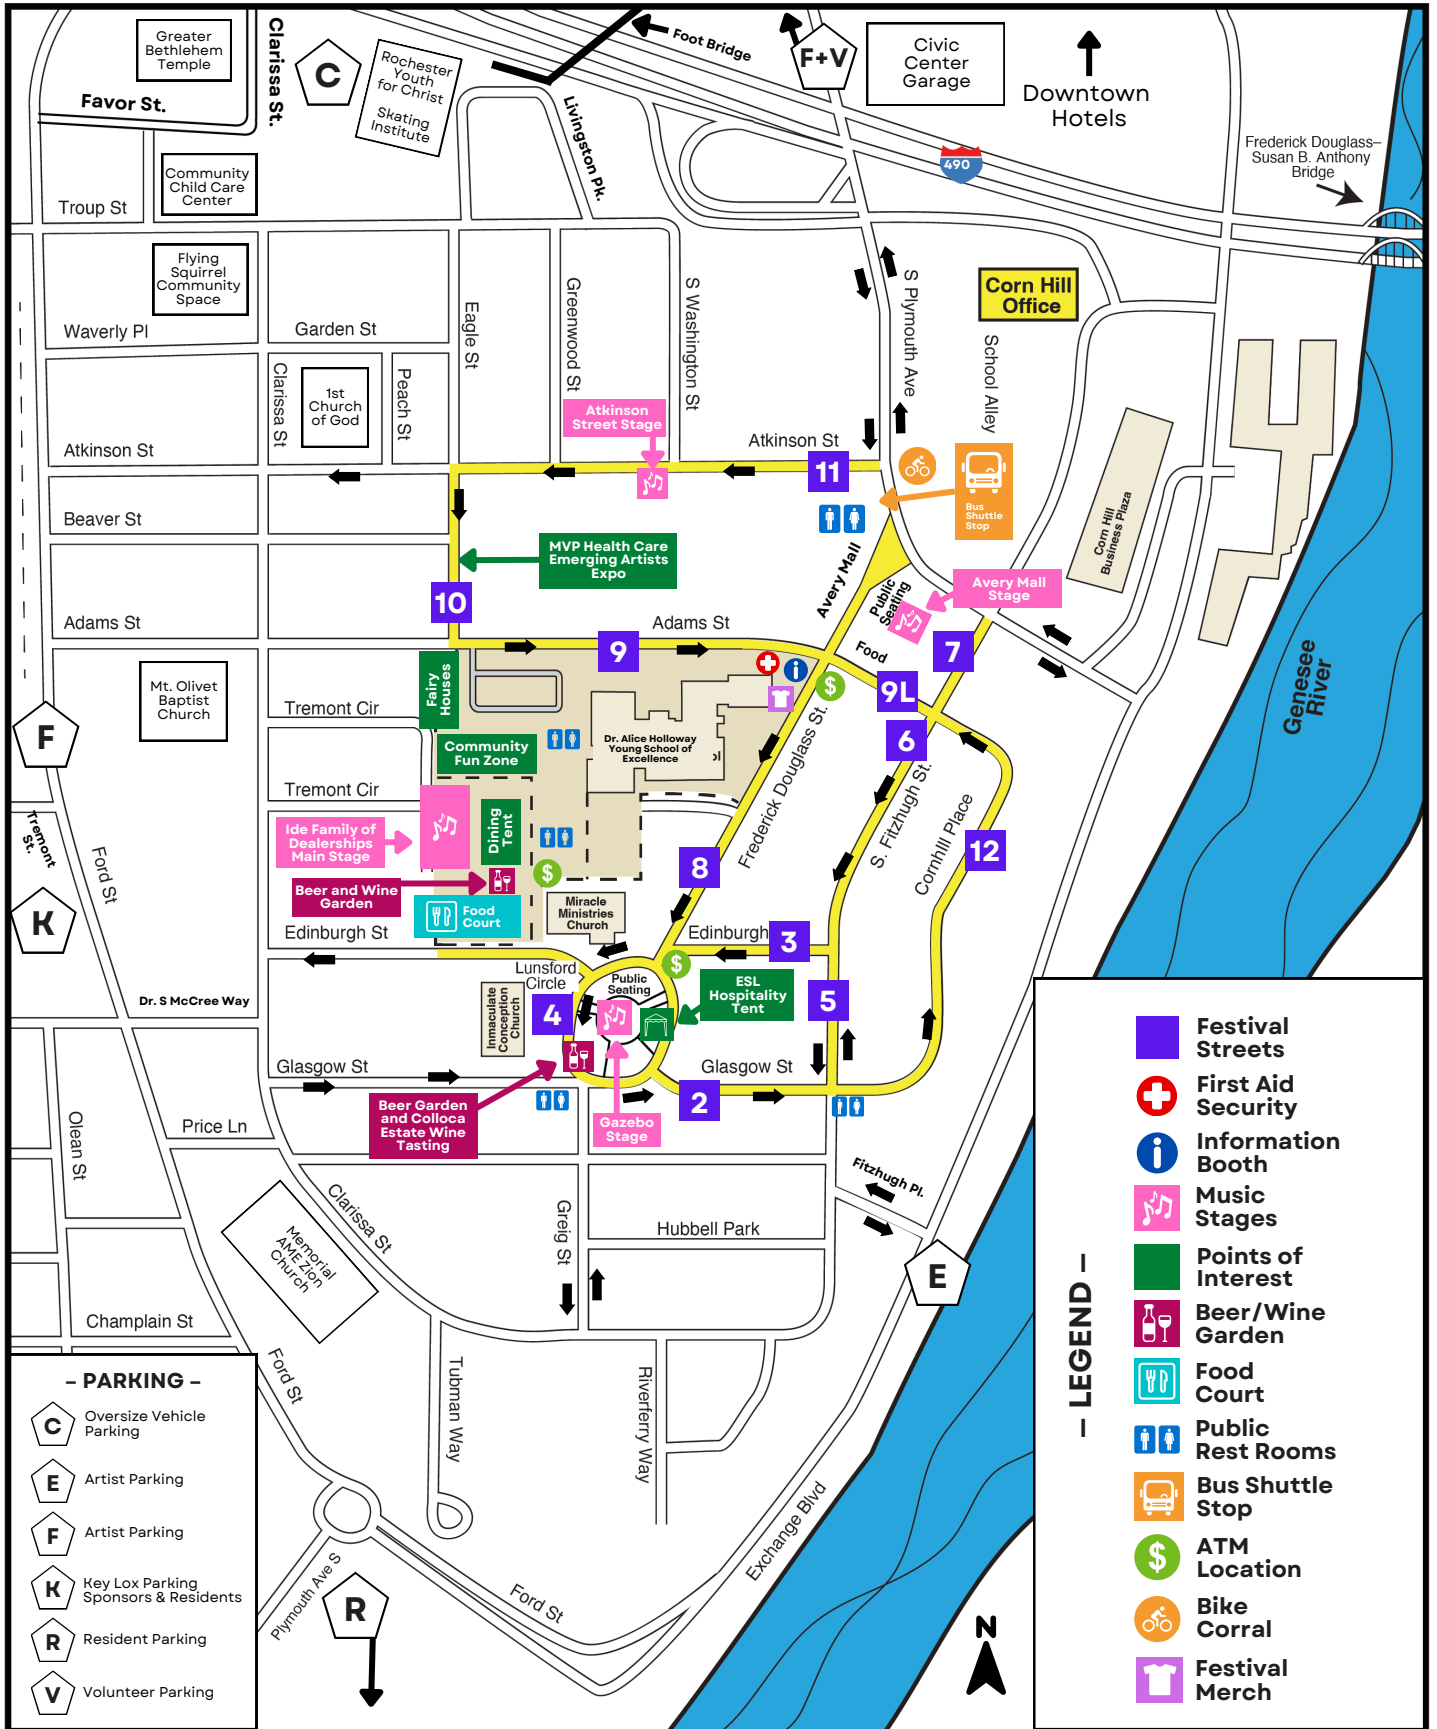 Greater
Bethlehem
Temple
Clarissa St.
C
Rochester
Youth
for Christ
Skating
Institute
Foot Bridge
F+V
Civic
Center
Garage
Downtown
Hotels
Favor St.
Livingston Pk.
490
Frederick Douglass–
Susan B. Anthony
Bridge
Community
Child Care
Center
Troup St
Flying
Squirrel
Community
Space
Waverly Pl
Garden St
Eagle St
Greenwood St
S Washington St
S Plymouth Ave
School Alley
Corn Hill
Office
Clarissa St
1st
Church
of God
Peach St
Atkinson
Street Stage
Atkinson St
Atkinson St
11
Bus
Shuttle
Stop
Beaver St
MVP Health Care
Emerging Artists
Expo
Avery Mall
Public
Seating
Avery Mall
Stage
Corn Hill
Business Plaza
10
Adams St
Adams St
9
Food
7
9L
6
Genesee
River
Mt. Olivet
Baptist
Church
Fairy
Houses
Tremont Cir
Community
Fun Zone
Dr. Alice Holloway
Young School of
Excellence
ol
F
Frederick Douglass St.
S. Fitzhugh St.
Cornhill Place
12
Tremont Cir
Tremont
St.
Ford St
Ide Family of
Dealerships
Main Stage
Dining
Tent
$
$
8
Beer and Wine
Garden
Food
Court
Miracle
Ministries
Church
K
Edinburgh St
Edinburgh
3
$
Lunsford
Circle
Public
Seating
ESL
Hospitality
Tent
Dr. S McCree Way
Inmaculate
Conception
Church
4
5
Glasgow St
Glasgow St
2
Beer Garden
and Colloca
Estate Wine
Tasting
Gazebo
Stage
Olean St
Price Ln
Fitzhugh Pl.
Clarissa St
Greig St
Hubbell Park
Memorial
AME Zion
Church
E
Champlain St
Ford St
Tubman Way
Riverferry Way
Exchange Blvd
Plymouth Ave S
R
Ford St
N
– PARKING –
C
Oversize Vehicle
Parking
E
Artist Parking
F
Artist Parking
K
Key Lox Parking
Sponsors & Residents
R
Resident Parking
V
Volunteer Parking
– LEGEND –
Festival
Streets
First Aid
Security
i
Information
Booth
Music
Stages
Points of
Interest
Beer/Wine
Garden
Food
Court
Public
Rest Rooms
Bus Shuttle
Stop
$
ATM
Location
Bike
Corral
Festival
Merch